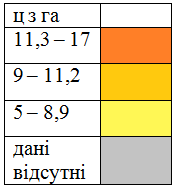 ц з га
11,3 – 17
9 – 11,2
5 – 8,9
дані
відсутні